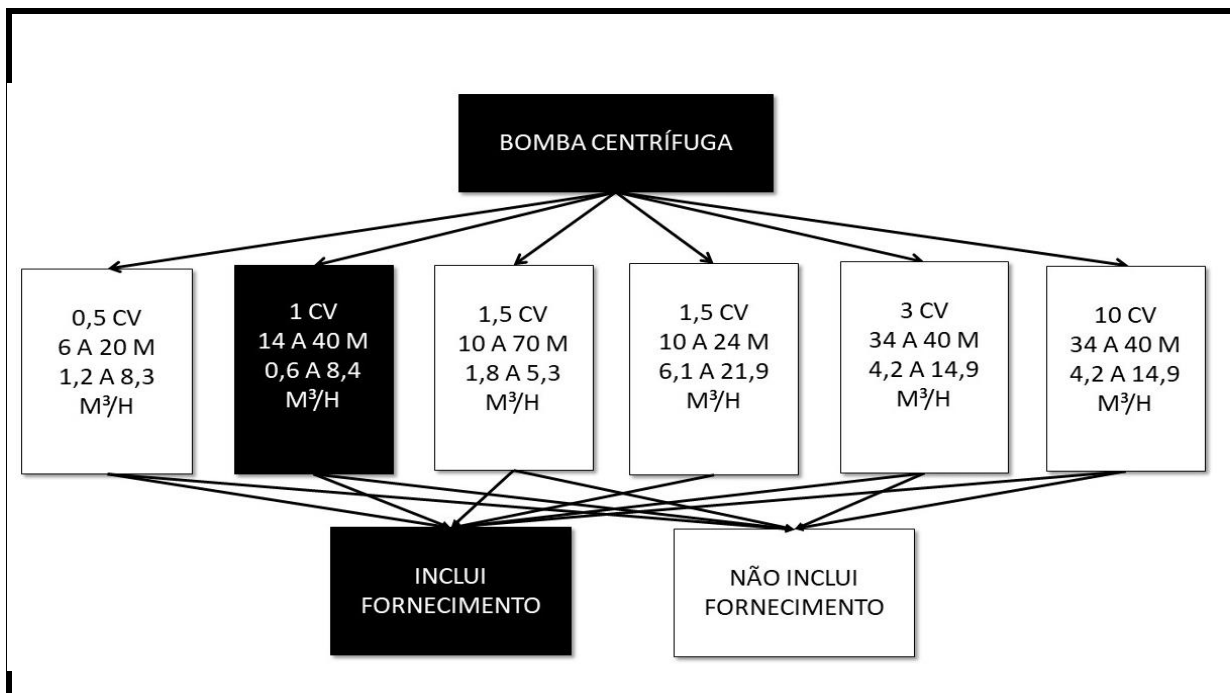 BOMBA CENTRÍFUGA
0,5 CV
6 A 20 M
1,2 A 8,3
M³/H
1 CV
14 A 40 M
0,6 A 8,4
M³/H
1,5 CV
10 A 70 M
1,8 A 5,3
M³/H
1,5 CV
10 A 24 M
6,1 A 21,9
M³/H
3 CV
34 A 40 M
4,2 A 14,9
M³/H
10 CV
34 A 40 M
4,2 A 14,9
M³/H
INCLUI
FORNECIMENTO
NÃO INCLUI
FORNECIMENTO